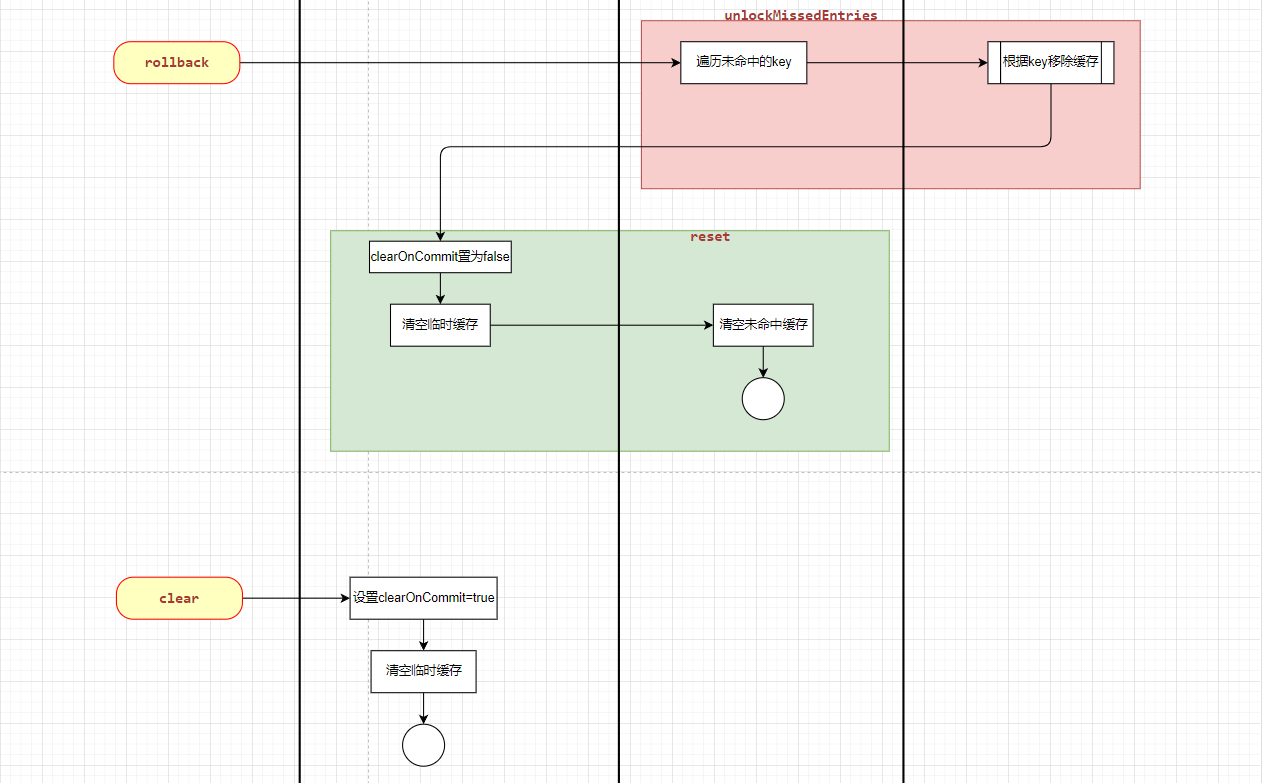 unlockMissedEntries
rollback
遍历未命中的key
根据key移除缓存
reset
clearOnCommit置为false
清空临时缓存
清空未命中缓存
clear
设置clearOnCommit=true
清空临时缓存